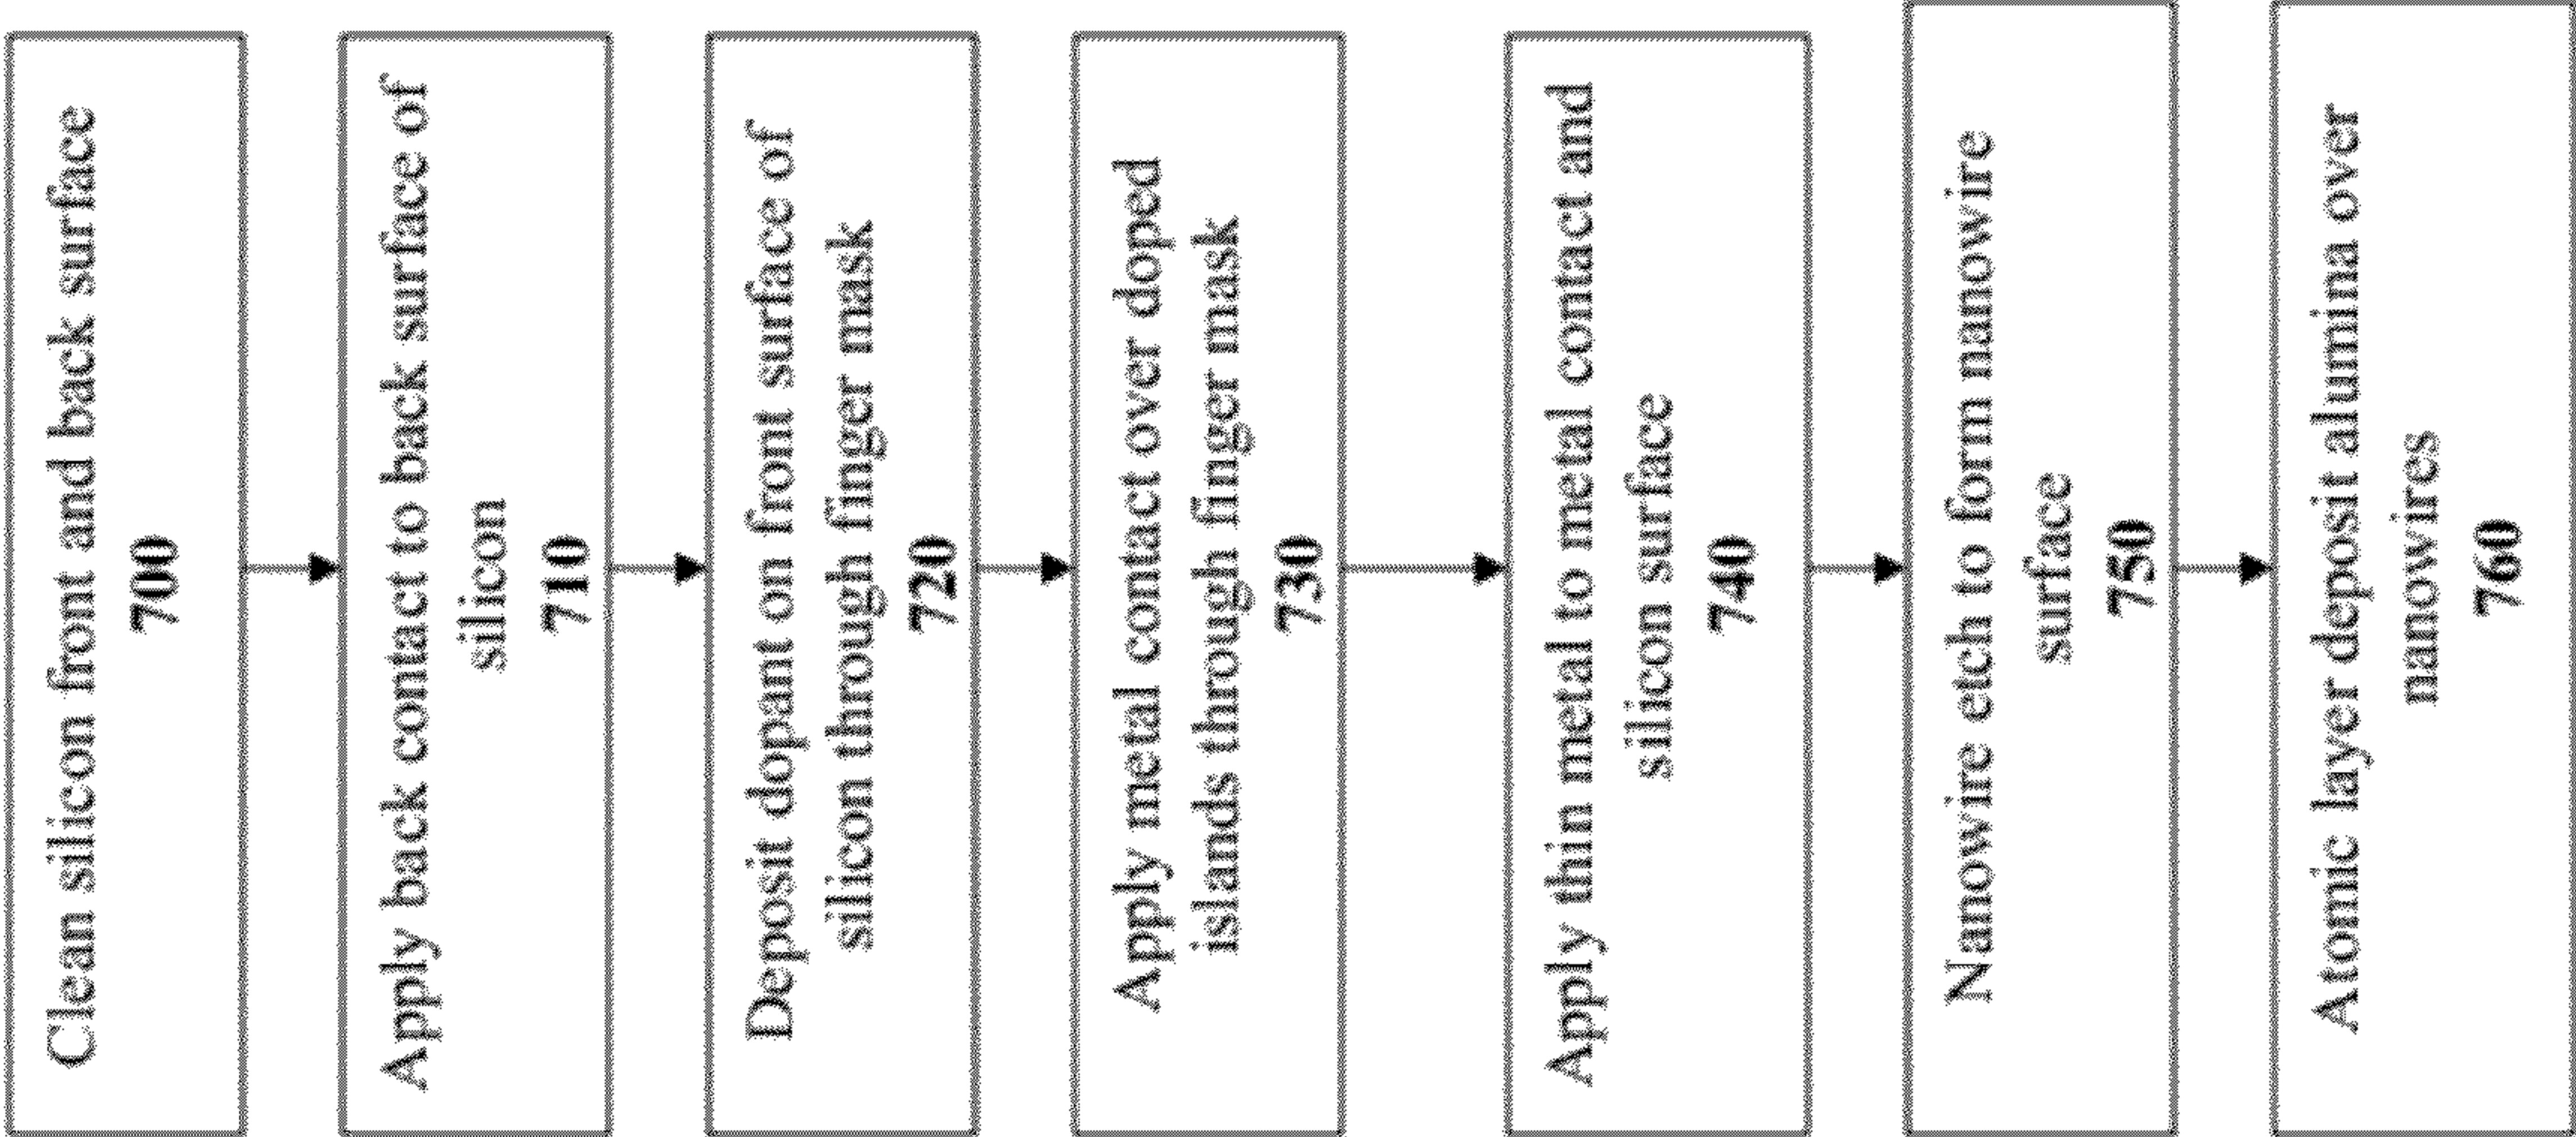 Clean silicon front and back surface
700
Apply back contact to back surface of
silicon
710
Deposit dopant on front surface of
silicon through finger mask
720
Apply metal contact over doped
islands through finger mask
730
Apply thin metal to metal contact and
silicon surface
740
Nanowire etch to form nanowire
surface
750
Atomic layer deposit alumina over
nanowires
760